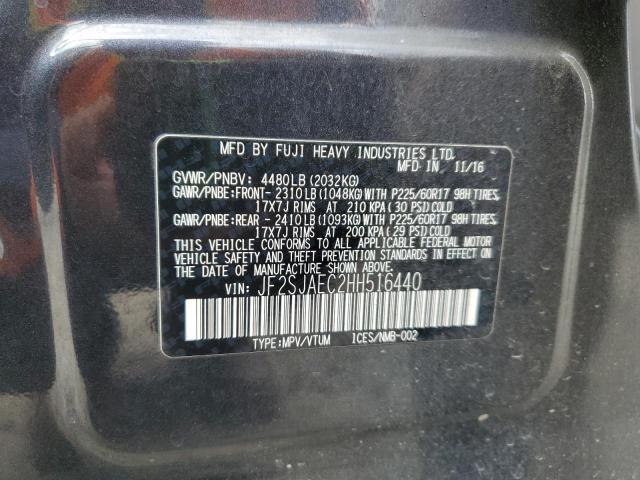 MFD BY FUJI HEAVY INDUSTRIES LTD.
MFD IN 11/16
GVWR/PNBV: 4480LB (2032KG)
GAWR/PNBE:FRONT- 2310LB (1048KG) WITH P225/60R17 98H TIRES,
17X7J RIMS AT 210 KPA (30 PSI) COLD
GAWR/PNBE:REAR - 2410LB (1093KG) WITH P225/60R17 98H TIRES,
17X7J RIMS AT 200 KPA (29 PSI) COLD
THIS VEHICLE CONFORMS TO ALL APPLICABLE FEDERAL MOTOR
VEHICLE SAFETY AND THEFT PREVENTION STANDARDS IN EFFECT ON
THE DATE OF MANUFACTURE SHOWN ABOVE.
VIN: JF2SJAEC2HH516440
TYPE:MPV/VTUM ICES/NMB-002